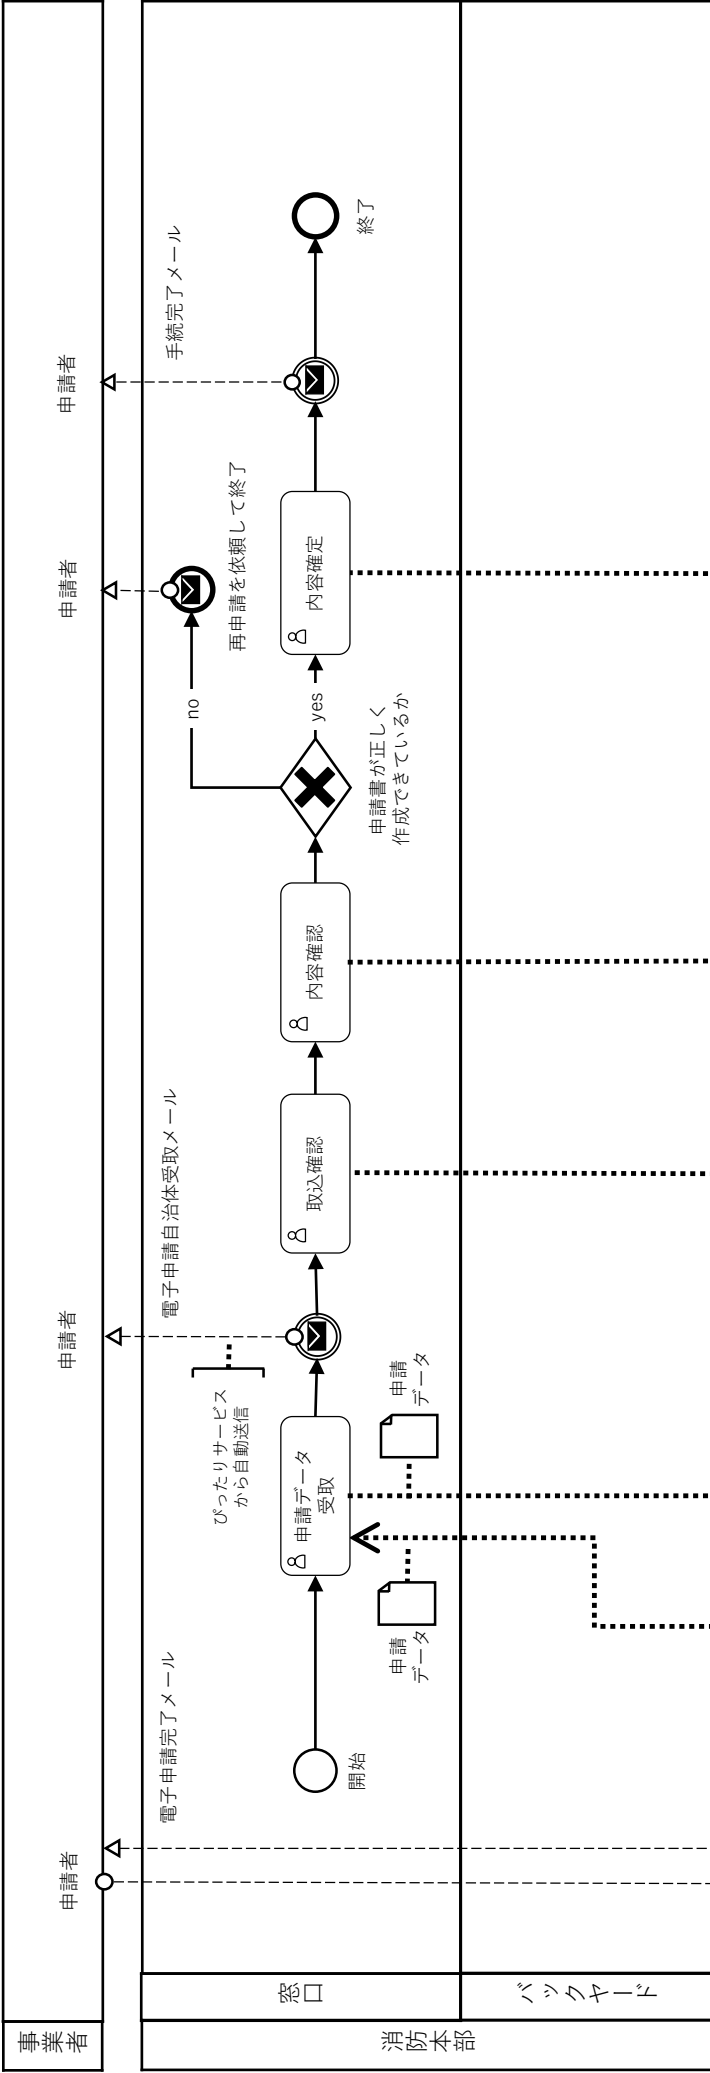 事業者
申請者
申請者
申請者
申請者
消防本部
窓口
バックヤード
電子申請完了メール
開始
申請データ
受取
申請
データ
申請
データ
ぴったりサービス
から自動送信
電子申請自治体受取メール
取込確認
内容確認
申請書が正しく
作成できているか
no
yes
再申請を依頼して終了
内容確定
手続完了メール
終了